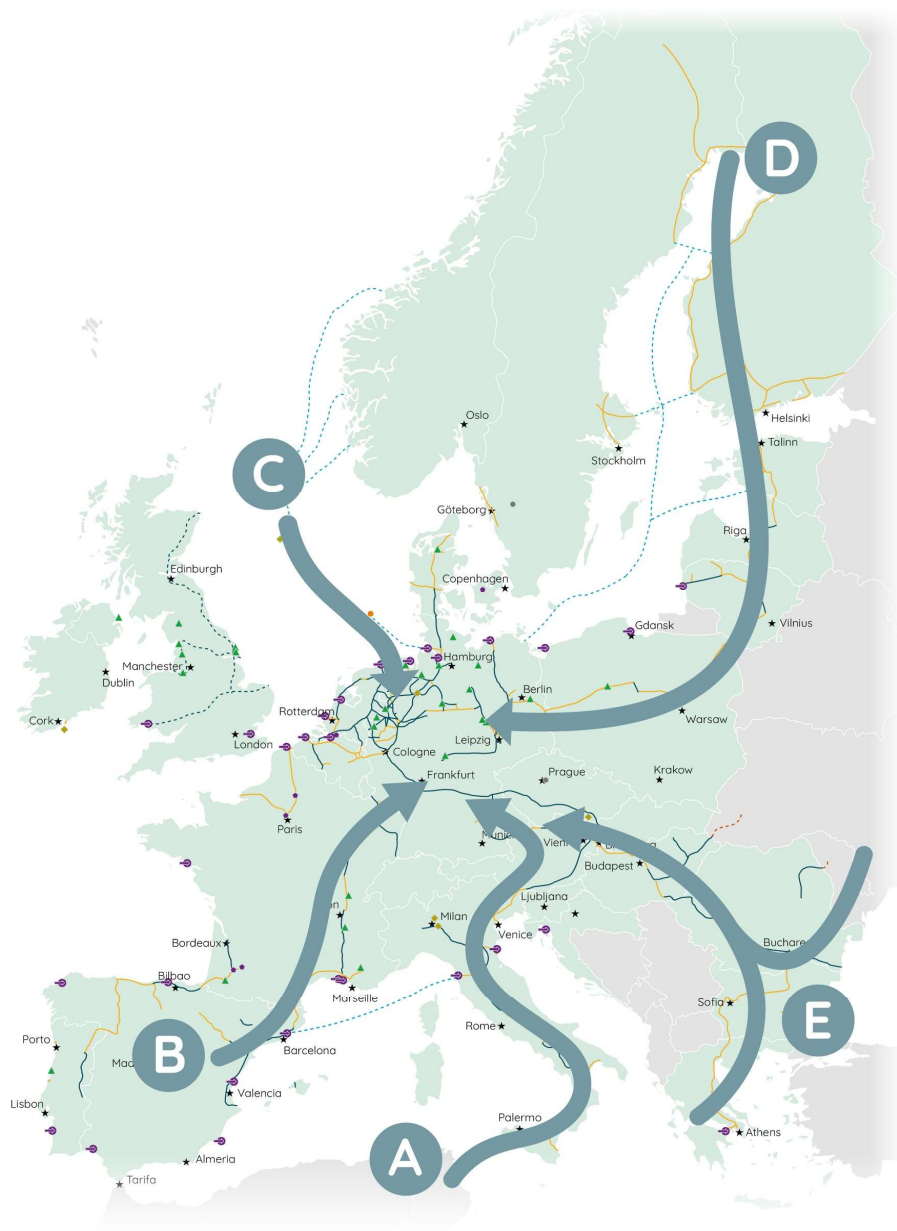 D
Oslo
Helsinki
Talinn
Stockholm
C
Göteborg
Riga
Edinburgh
Copenhagen
Vilnius
Gdansk
Manchester
Hamburg
Dublin
Berlin
Cork
Rotterdam
Warsaw
London
Leipzig
Cologne
Frankfurt
Prague
Krakow
Paris
Budapest
Ljubljana
Milan
Venice
Bordeaux
Bilbao
Marseille
Sofia
E
Rome
Porto
B
Barcelona
Valencia
Lisbon
Palermo
Athens
A
Almeria
Tarifa